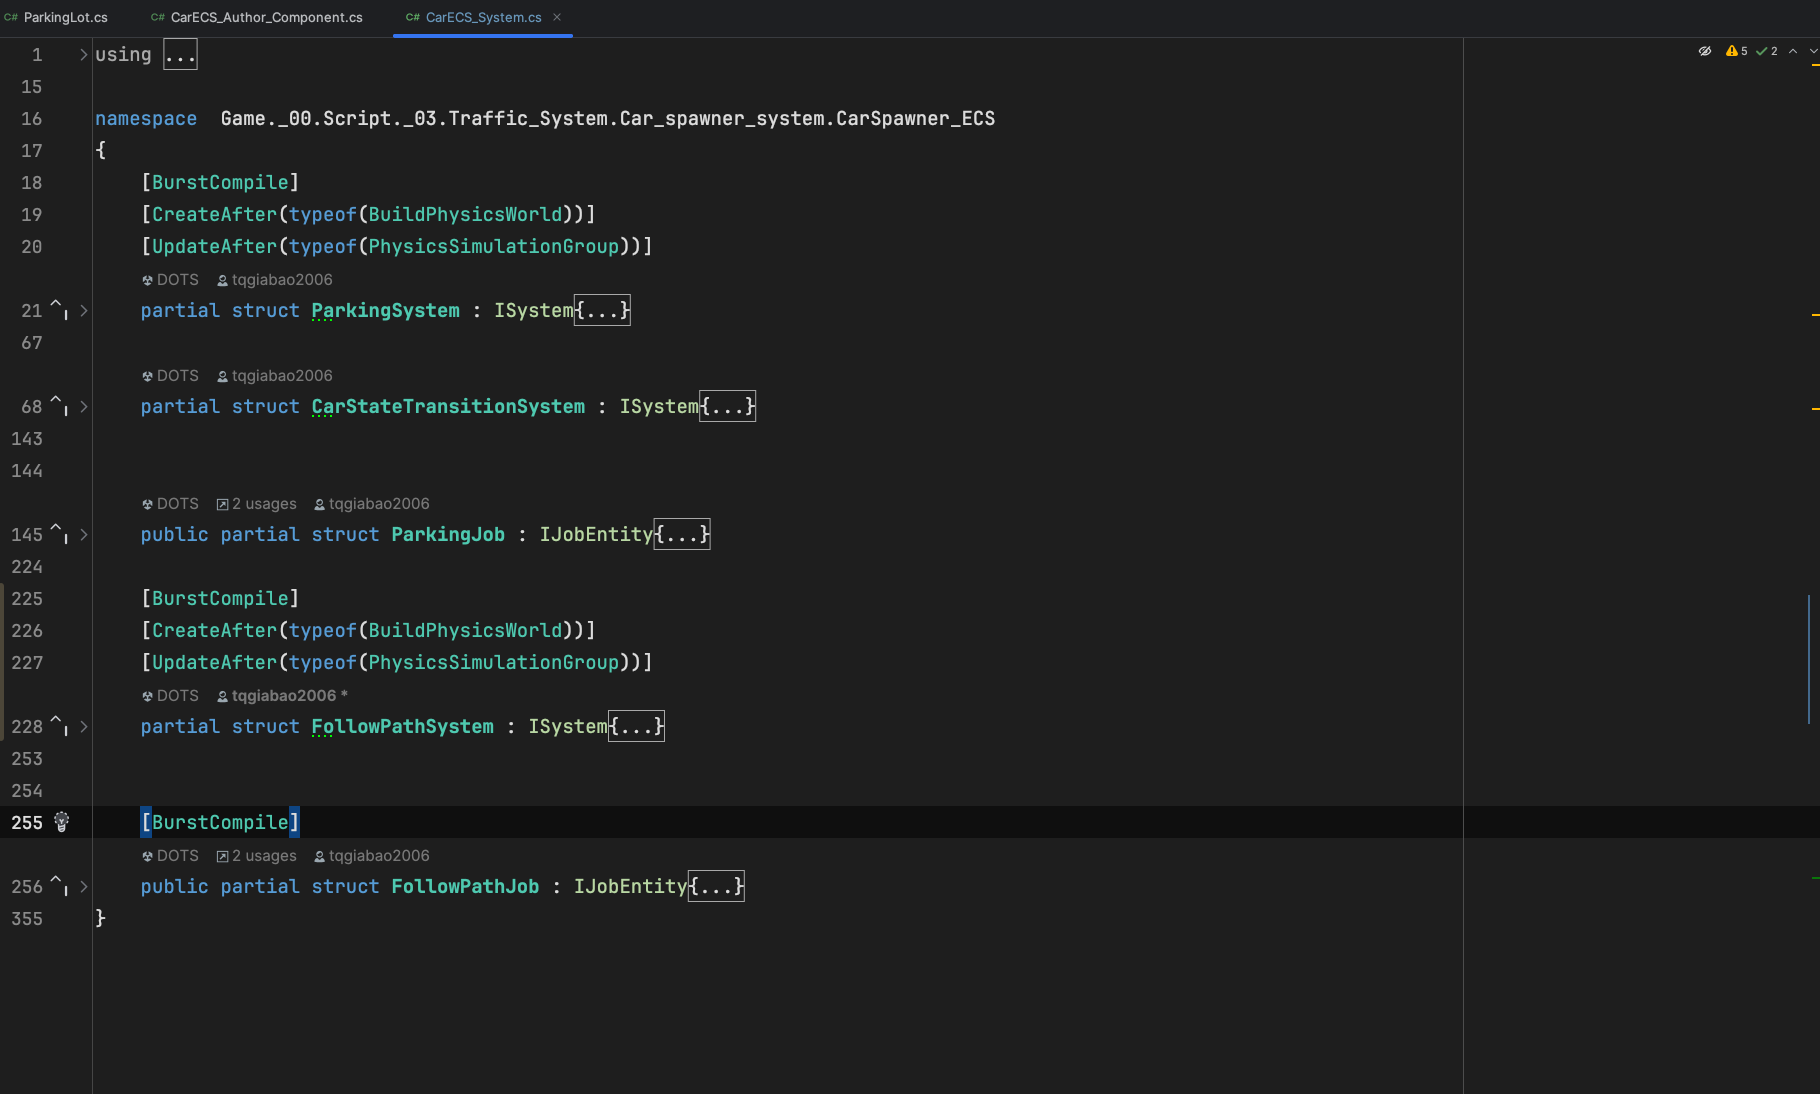 C# ParkingLot.cs C# CarECS_Author_Component.cs C# CarECS_System.cs
1 using ... 5 2
15
16 namespace Game._00.Script._03.Traffic_System.Car_spawner_system.CarSpawner_ECS
17 {
18 [BurstCompile]
19 [CreateAfter(typeof(BuildPhysicsWorld))]
20 [UpdateAfter(typeof(PhysicsSimulationGroup))]
DOTS tqgiabao2006
21 partial struct ParkingSystem : ISystem{...}
67
DOTS tqgiabao2006
68 partial struct CarStateTransitionSystem : ISystem{...}
143
144
DOTS 2 usages tqgiabao2006
145 public partial struct ParkingJob : IJobEntity{...}
224
225 [BurstCompile]
226 [CreateAfter(typeof(BuildPhysicsWorld))]
227 [UpdateAfter(typeof(PhysicsSimulationGroup))]
DOTS tqgiabao2006 *
228 partial struct FollowPathSystem : ISystem{...}
253
254
255 [BurstCompile]
DOTS 2 usages tqgiabao2006
256 public partial struct FollowPathJob : IJobEntity{...}
355 }